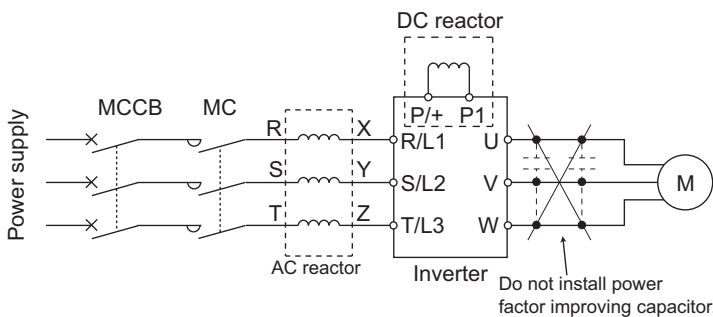 DC reactor
MCCB
MC
P/+ P1
R X R/L1 U
S Y S/L2 V M
T Z T/L3 W
Power supply
AC reactor
Inverter
Do not install power
factor improving capacitor